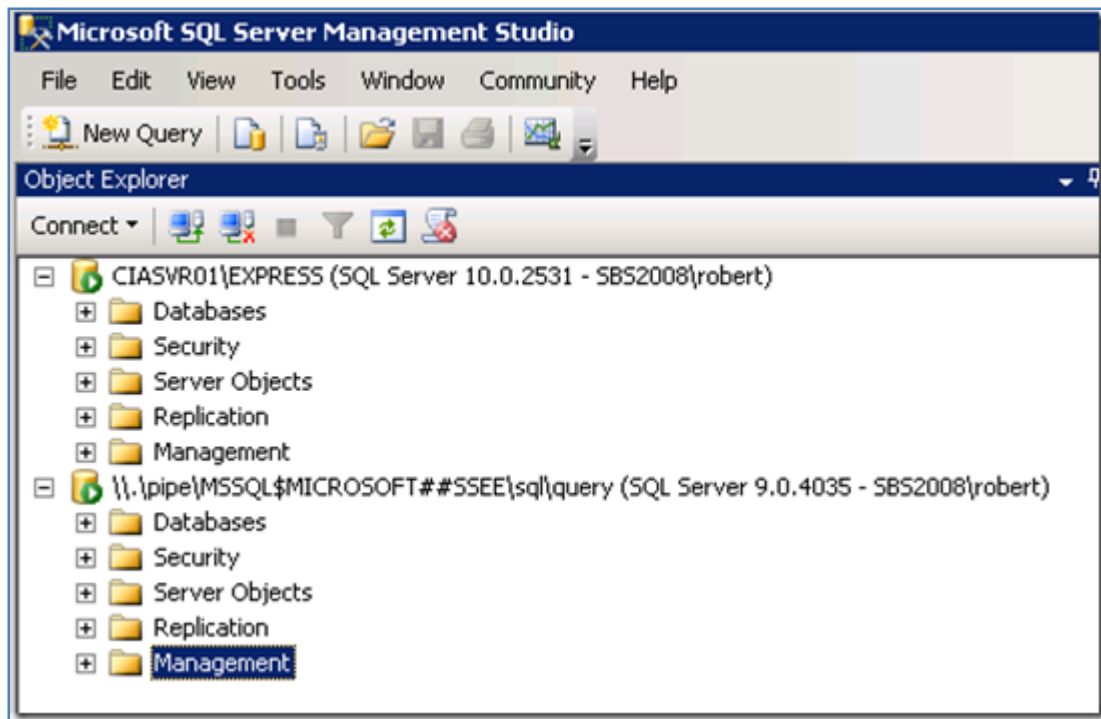 Microsoft SQL Server Management Studio
File Edit View Tools Window Community Help
New Query
Object Explorer
Connect
CIASVR01\EXPRESS (SQL Server 10.0.2531 - SBS2008\robert)
Databases
Security
Server Objects
Replication
Management
\\.\pipe\MSSQL$MICROSOFT##SSEE\sql\query (SQL Server 9.0.4035 - SBS2008\robert)
Databases
Security
Server Objects
Replication
Management